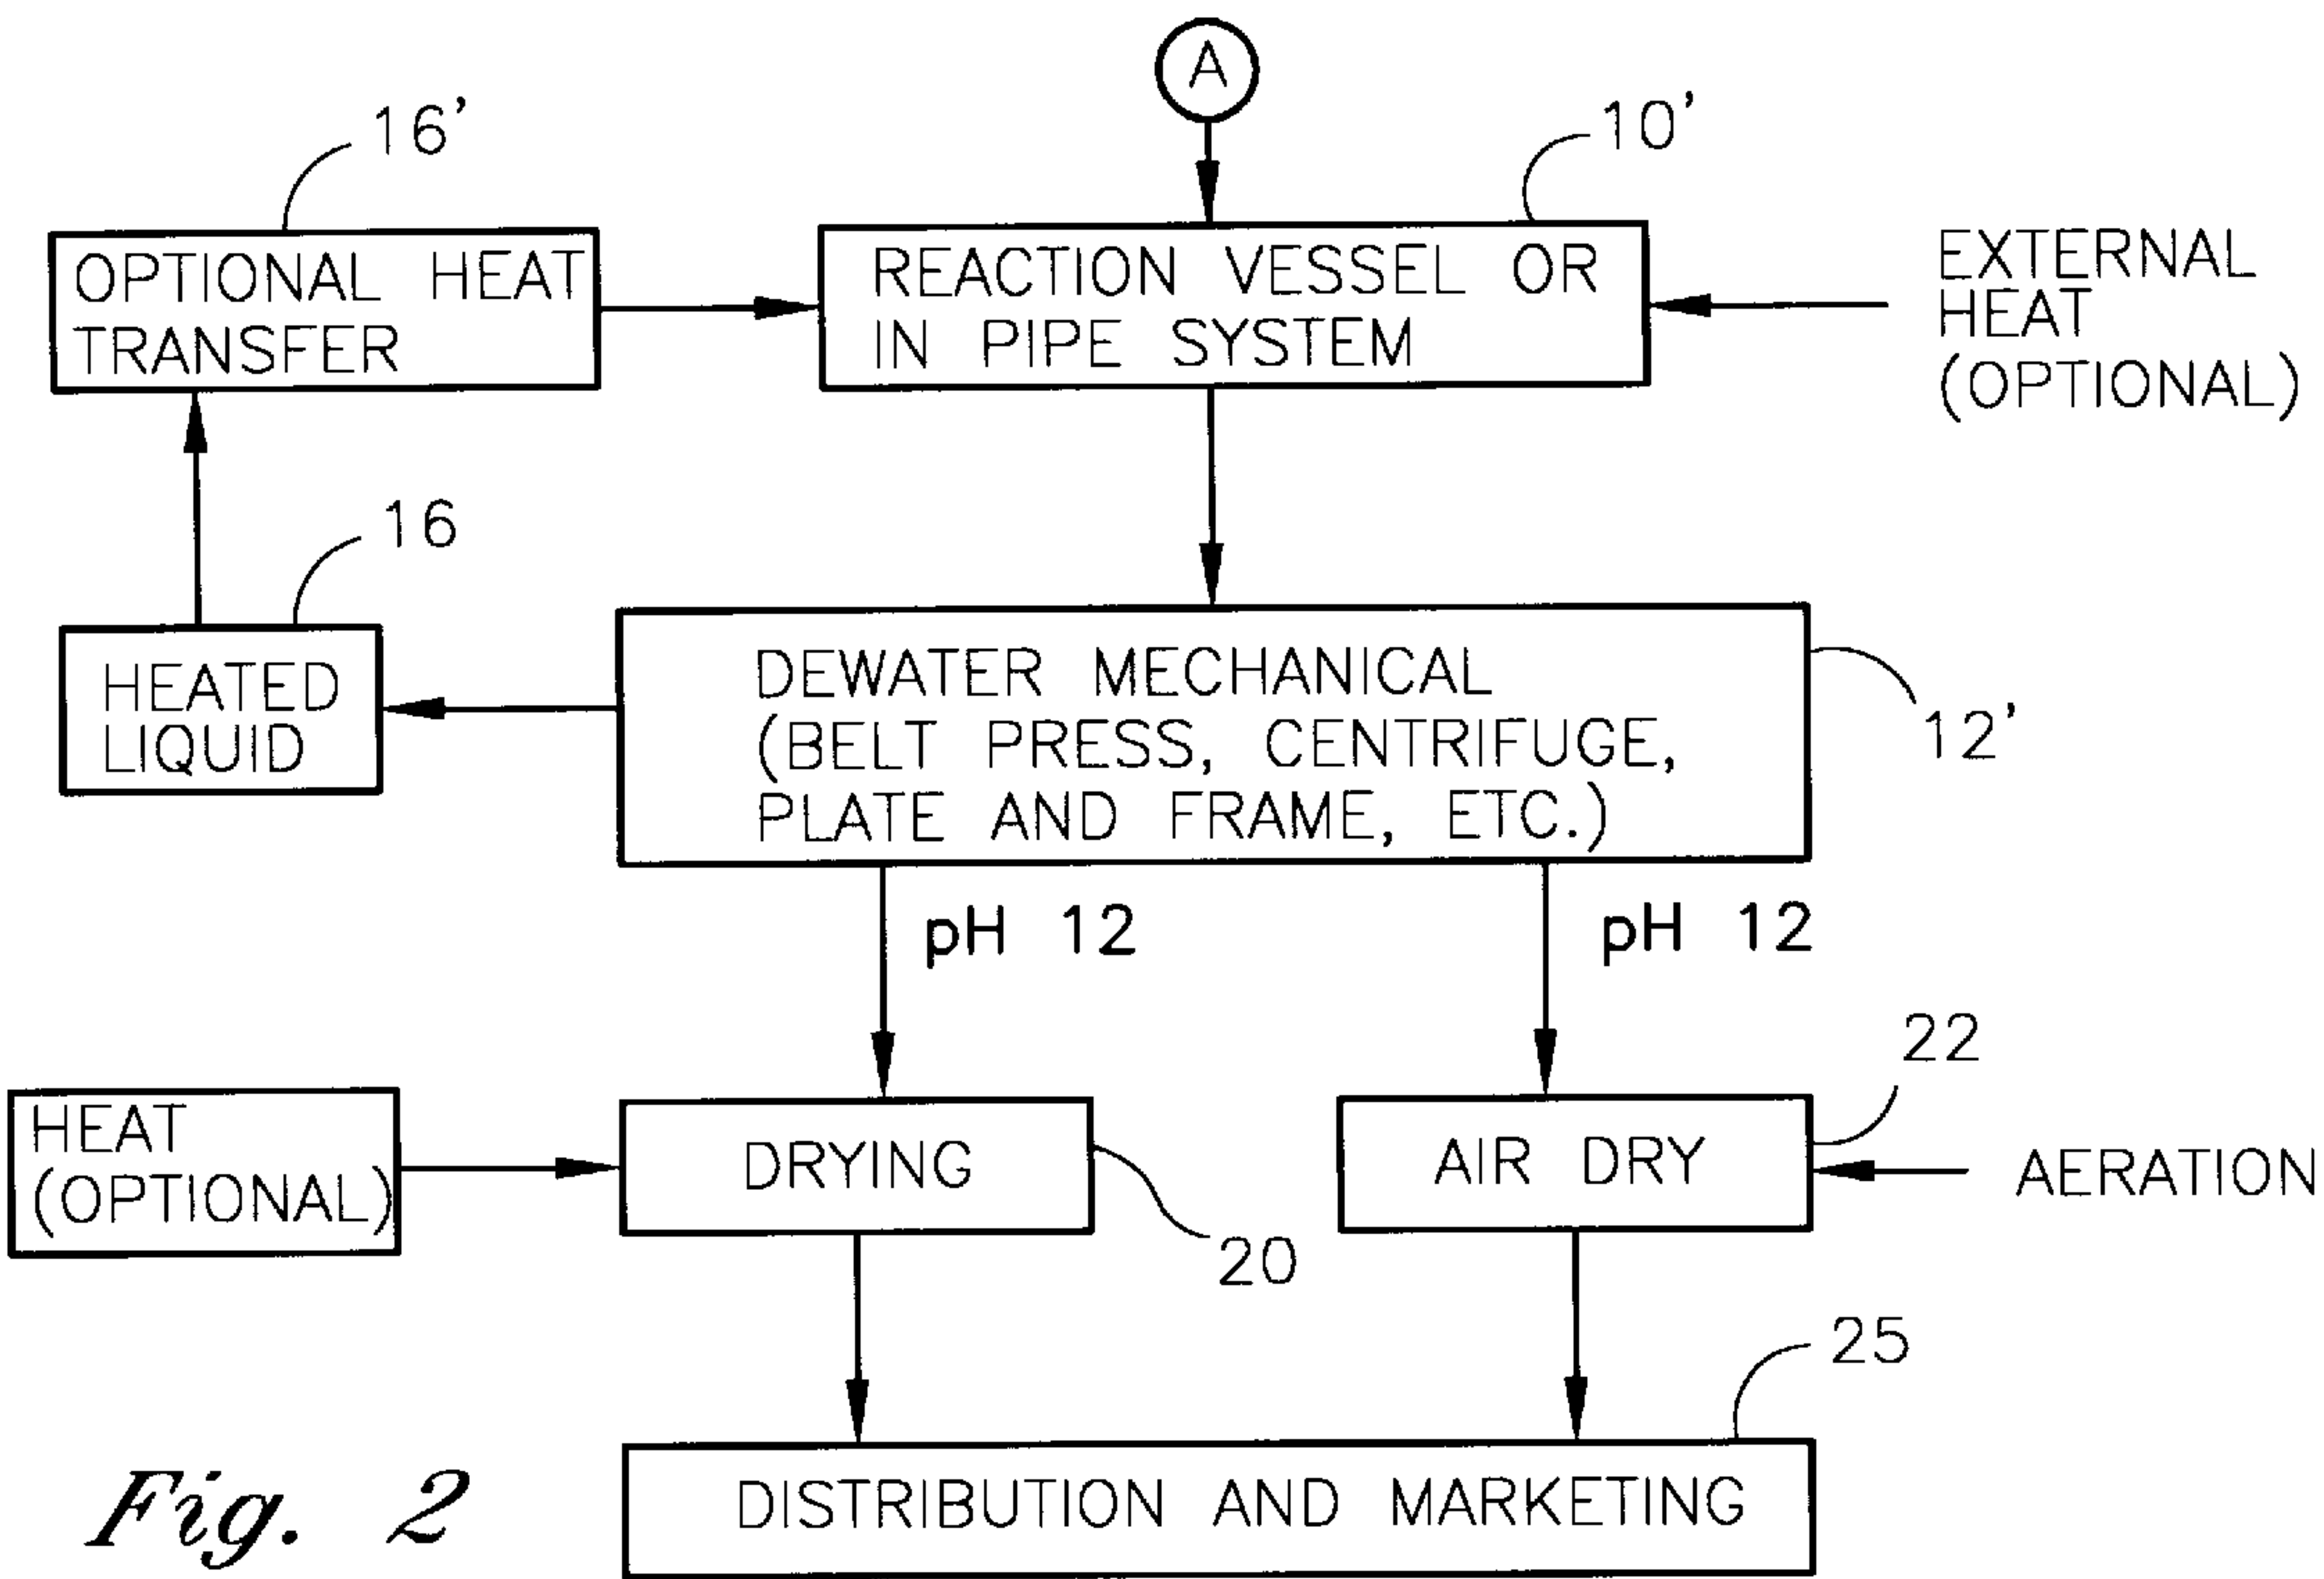 A
16'
10'
OPTIONAL HEAT
TRANSFER
REACTION VESSEL OR
IN PIPE SYSTEM
EXTERNAL
HEAT
(OPTIONAL)
16
HEATED
LIQUID
DEWATER MECHANICAL
(BELT PRESS, CENTRIFUGE,
PLATE AND FRAME, ETC.)
12'
pH 12
pH 12
22
HEAT
(OPTIONAL)
DRYING
AIR DRY
AERATION
20
25
DISTRIBUTION AND MARKETING
Fig. 2